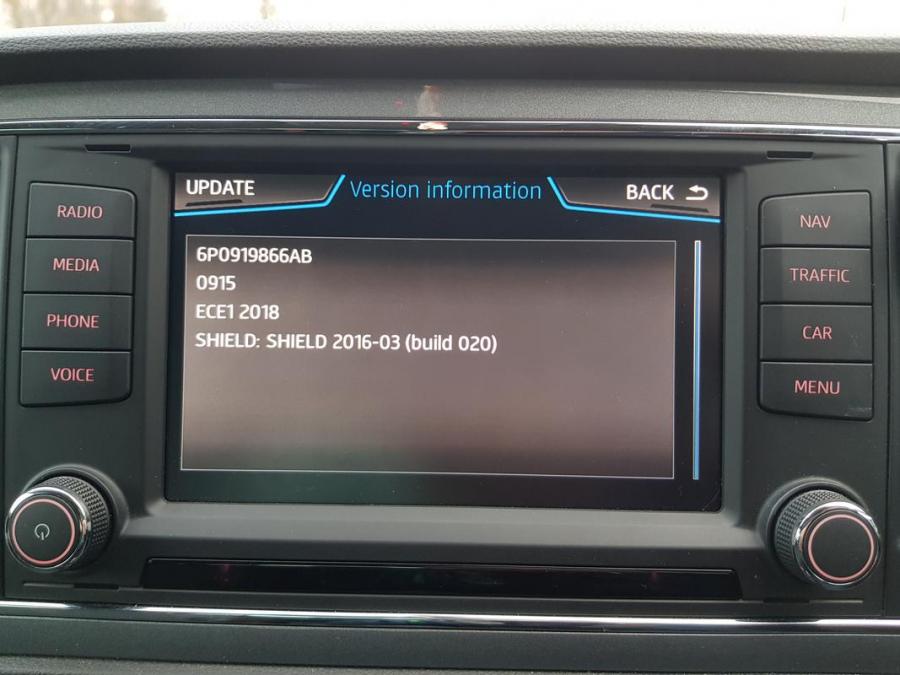 UPDATE
Version information
BACK
RADIO
MEDIA
PHONE
VOICE
6P0919866AB
0915
ECE1 2018
SHIELD: SHIELD 2016-03 (build 020)
NAV
TRAFFIC
CAR
MENU